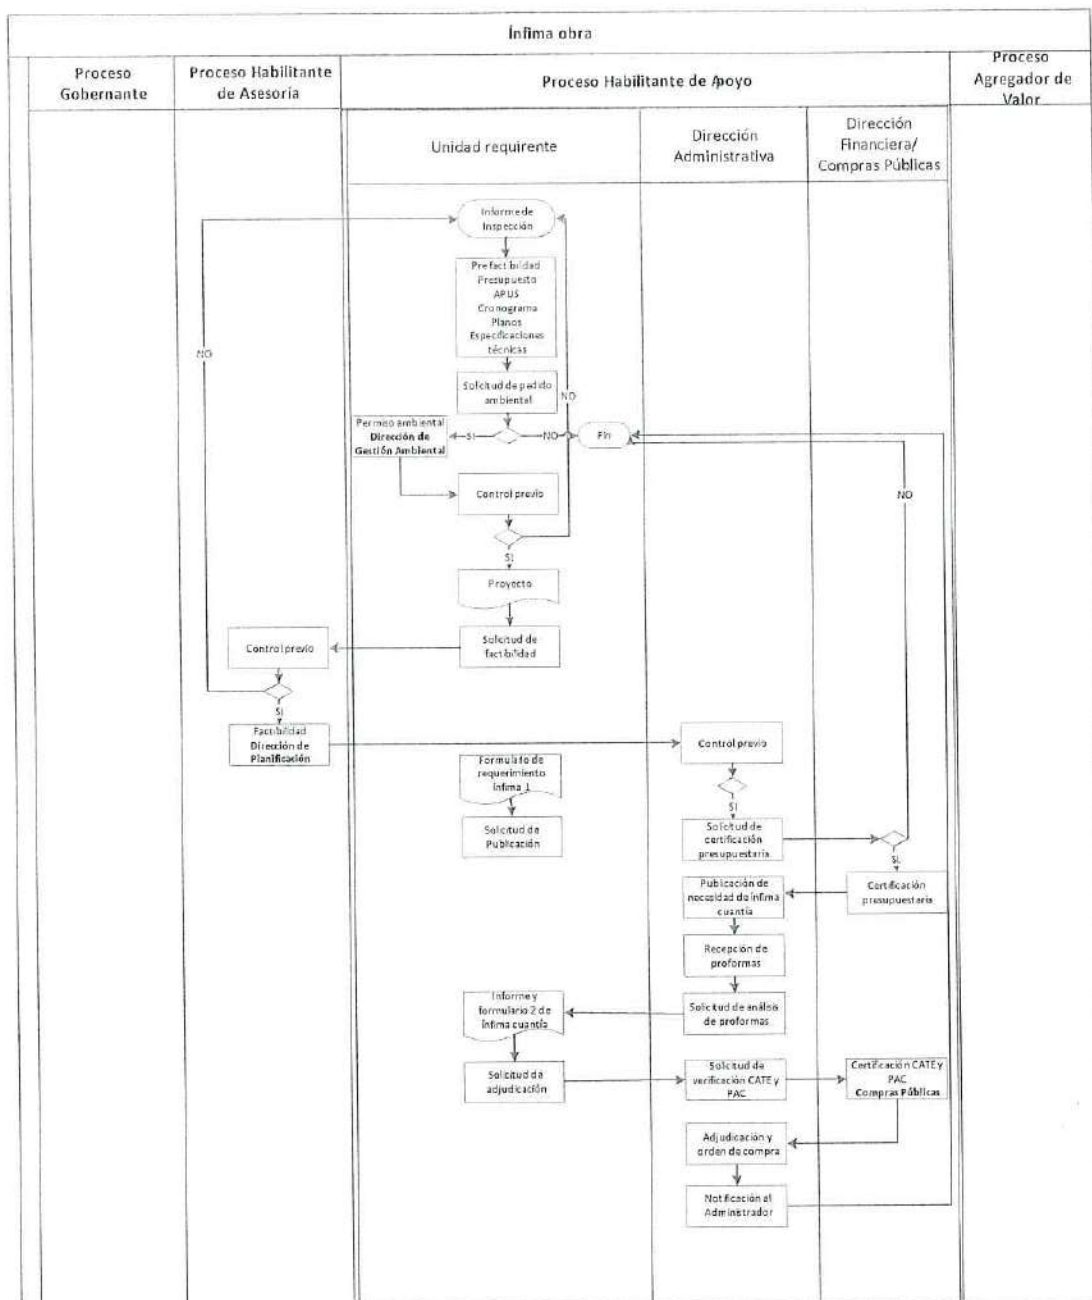 Ínfima obra
Proceso
Gobernante
Proceso Habilitante
de Asesoría
Proceso Habilitante de Apoyo
Proceso
Agregador de
Valor
Unidad requirente
Dirección
Administrativa
Dirección
Financiera/
Compras Públicas
Informe de
Inspección
Prefactibilidad
Presupuesto
APUS
Cronograma
Planos
Especificaciones
técnicas
NO
Solicitud de pedido
ambiental
NO
Permiso ambiental
Dirección de
Gestión Ambiental
SI
NO
Fin
Control previo
NO
SI
Proyecto
Solicitud de
factibilidad
Control previo
SI
Factibilidad
Dirección de
Planificación
Control previo
Formulario de
requerimiento
ínfima 1
SI
Solicitud de
Publicación
Solicitud de
certificación
presupuestaria
SI
Publicación de
necesidad de ínfima
cuantía
Certificación
presupuestaria
Recepción de
proformas
Informe y
formulario 2 de
ínfima cuantía
Solicitud de análisis
de proformas
Solicitud de
adjudicación
Solicitud de
verificación CATE y
PAC
Certificación CATE y
PAC
Compras Públicas
Adjudicación y
orden de compra
Notificación al
Administrador